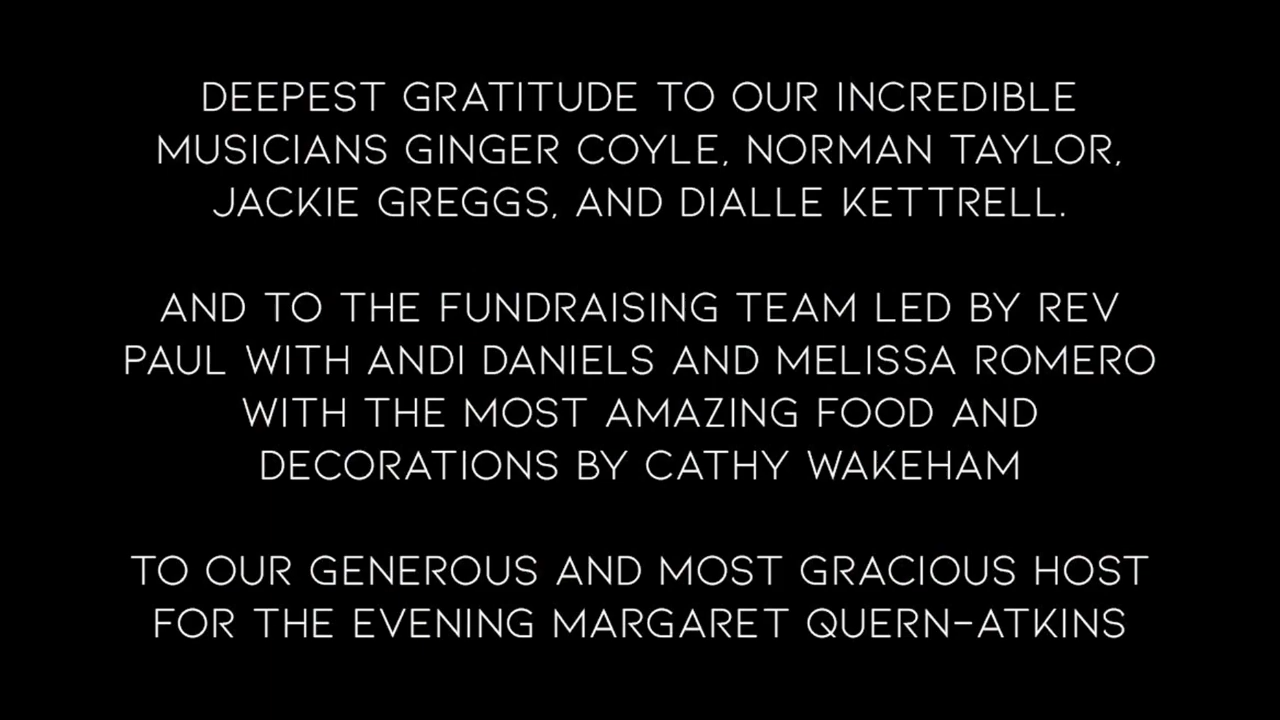 DEEPEST GRATITUDE TO OUR INCREDIBLE
MUSICIANS GINGER COYLE, NORMAN TAYLOR,
JACKIE GREGGS, AND DIALLE KETTRELL.
AND TO THE FUNDRAISING TEAM LED BY REV
PAUL WITH ANDI DANIELS AND MELISSA ROMERO
WITH THE MOST AMAZING FOOD AND
DECORATIONS BY CATHY WAKEHAM
TO OUR GENEROUS AND MOST GRACIOUS HOST
FOR THE EVENING MARGARET QUERN-ATKINS